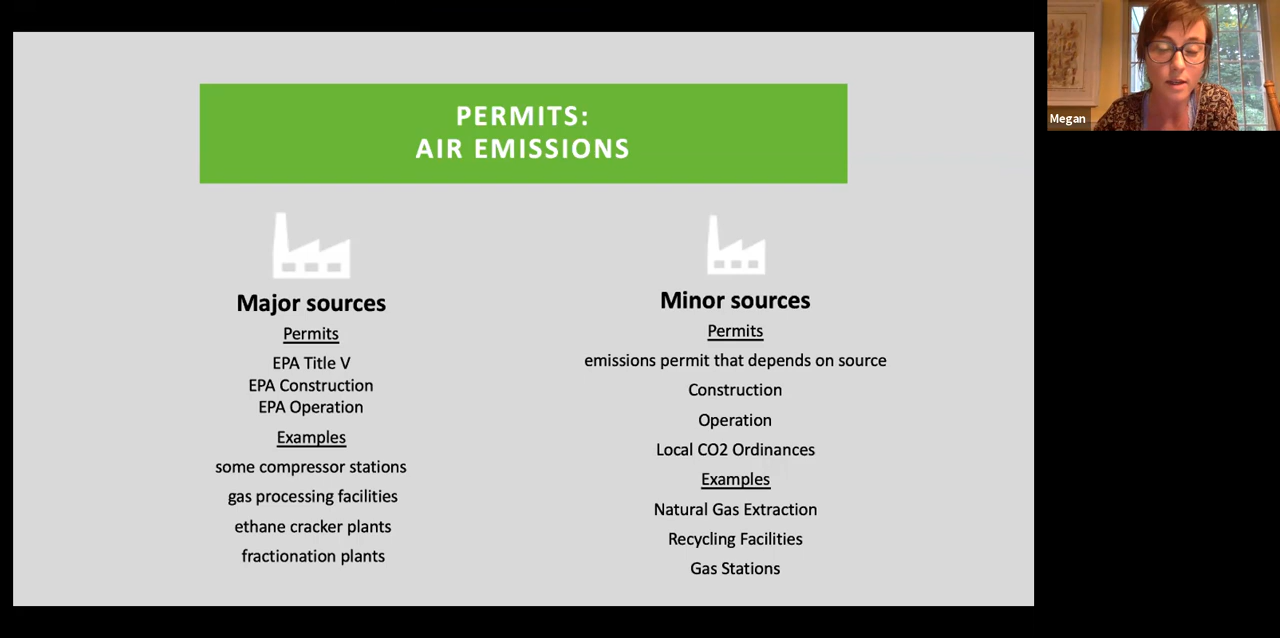 PERMITS:
AIR EMISSIONS
Major sources
Permits
EPA Title V
EPA Construction
EPA Operation
Examples
some compressor stations
gas processing facilities
ethane cracker plants
fractionation plants
Minor sources
Permits
emissions permit that depends on source
Construction
Operation
Local CO2 Ordinances
Examples
Natural Gas Extraction
Recycling Facilities
Gas Stations
Megan